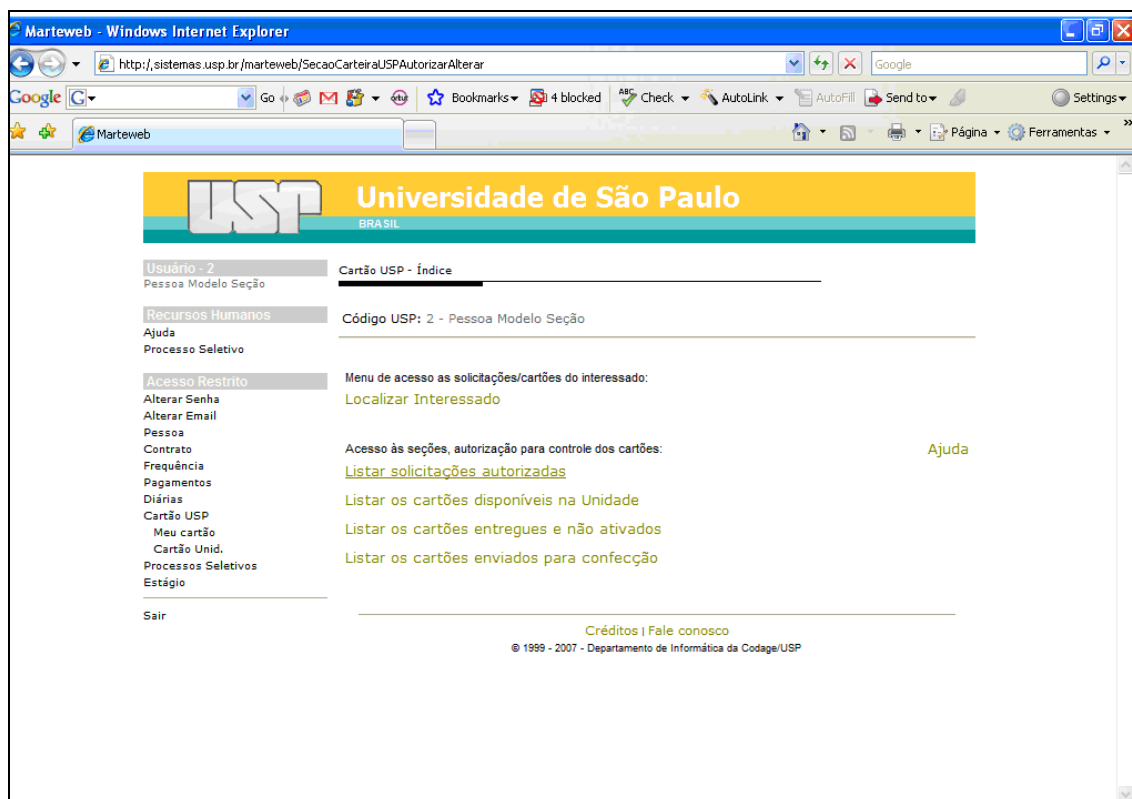 Marteweb - Windows Internet Explorer
http:/,sistemas.usp.br/marteweb/SecaoCarteiraUSPAutorizarAlterar
Google
Google G Go Bookmarks 4 blocked ABC Check AutoLink AutoFill Send to Settings
Marteweb
Página Ferramentas »
USP
Universidade de São Paulo
BRASIL
Usuário - 2
Pessoa Modelo Seção
Recursos Humanos
Ajuda
Processo Seletivo
Acesso Restrito
Alterar Senha
Alterar Email
Pessoa
Contrato
Frequência
Pagamentos
Diárias
Cartão USP
Meu cartão
Cartão Unid.
Processos Seletivos
Estágio
Sair
Cartão USP - Índice
Código USP: 2 - Pessoa Modelo Seção
Menu de acesso as solicitações/cartões do interessado:
Localizar Interessado
Acesso às seções, autorização para controle dos cartões:
Ajuda
Listar solicitações autorizadas
Listar os cartões disponíveis na Unidade
Listar os cartões entregues e não ativados
Listar os cartões enviados para confecção
Créditos | Fale conosco
© 1999 - 2007 - Departamento de Informática da Codage/USP